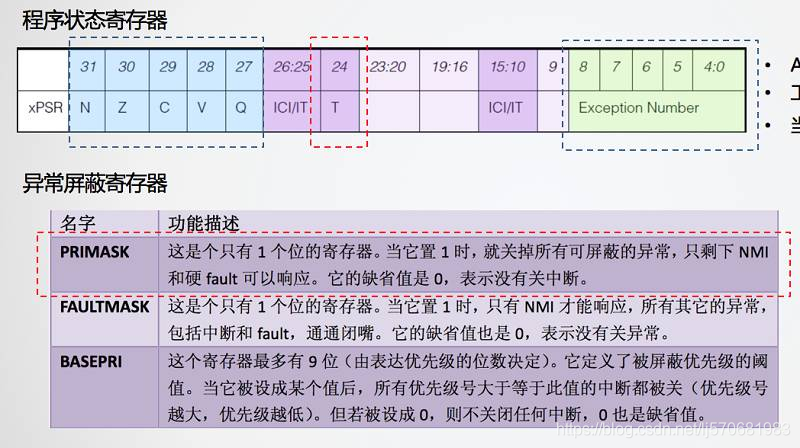 程序状态寄存器
31 30 29 28 27 26:25 24 23:20 19:16 15:10 9 8 7 6 5 4:0
xPSR N Z C V Q ICI/IT T ICI/IT Exception Number
• A
•
•
异常屏蔽寄存器
名字 功能描述
PRIMASK 这是个只有 1 个位的寄存器。当它置 1 时，就关掉所有可屏蔽的异常，只剩下 NMI
和硬 fault 可以响应。它的缺省值是 0，表示没有关中断。
FAULTMASK 这是个只有 1 个位的寄存器。当它置 1 时，只有 NMI 才能响应，所有其它的异常，
包括中断和 fault，通通闭嘴。它的缺省值也是 0，表示没有关异常。
BASEPRI 这个寄存器最多有 9 位（由表达优先级的位数决定）。它定义了被屏蔽优先级的阈
值。当它被设成某个值后，所有优先级号大于等于此值的中断都被关（优先级号
越大，优先级越低）。但若被设成 0，则不关闭任何中断，0 也是缺省值。
https://blog.csdn.net/lj570681983